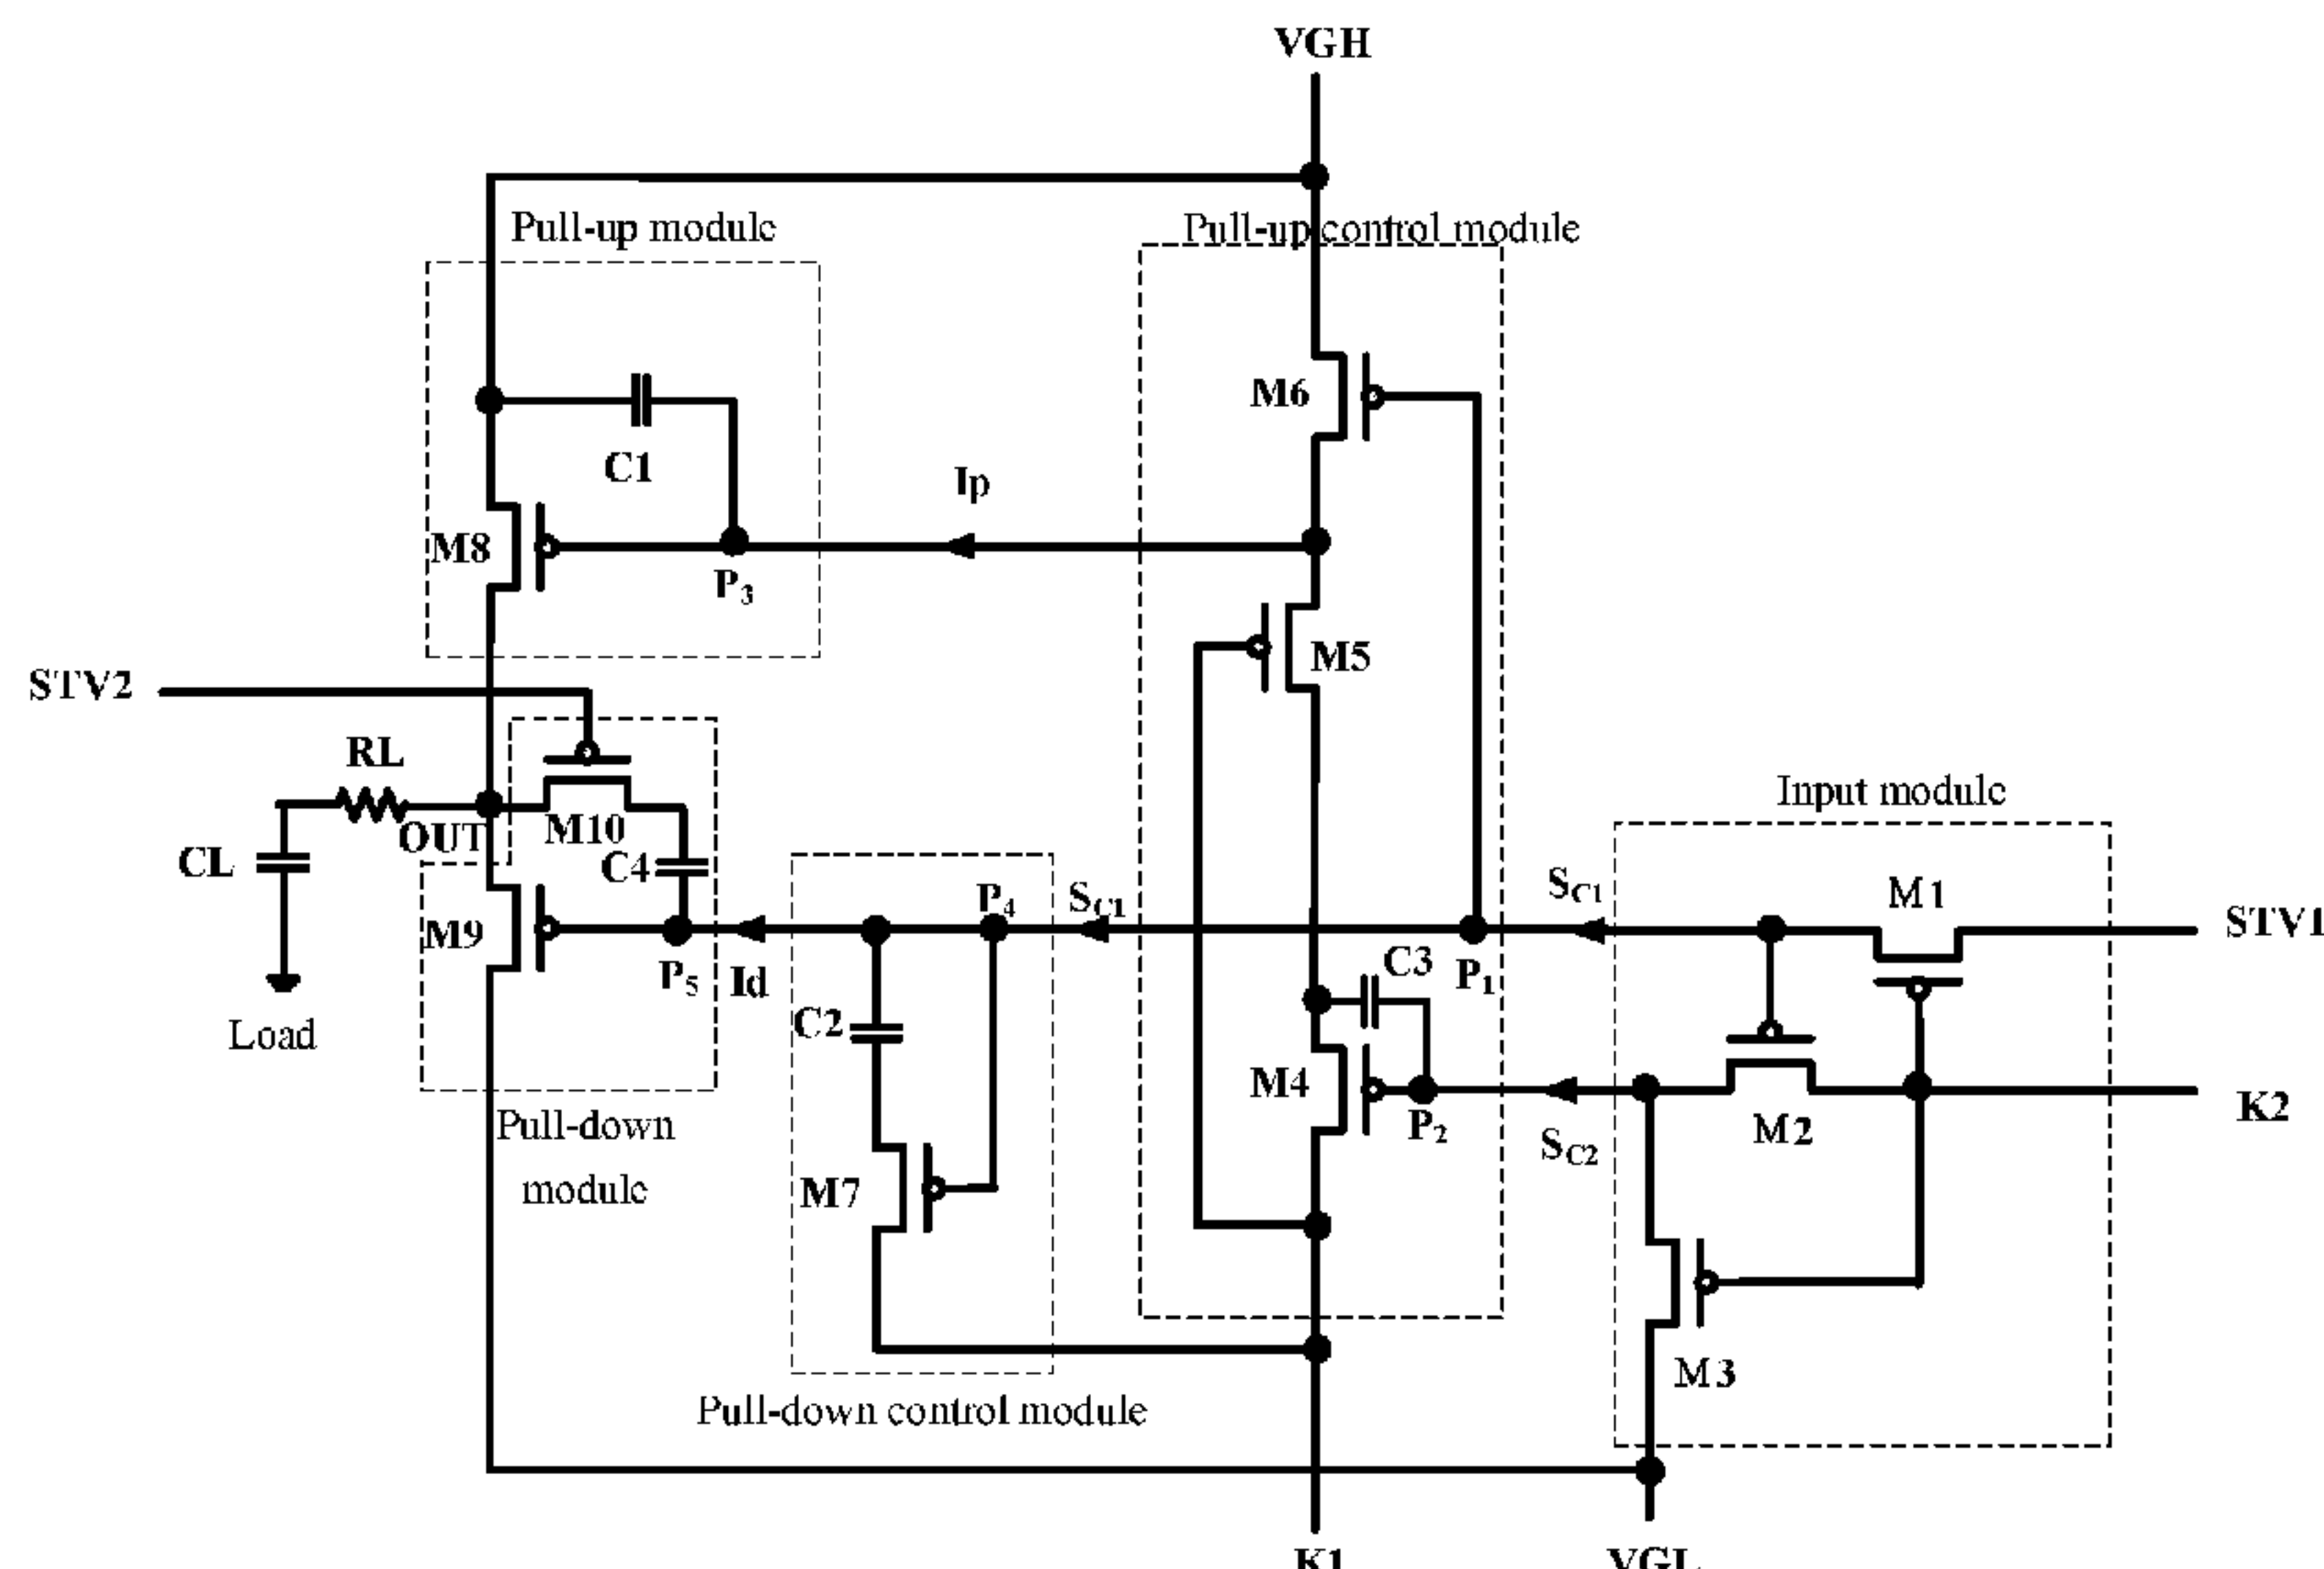 VGH
Pull-up module
Pull-up control module
M6
C1
Ip
M8
P3
M5
STV2
RL
Input module
M10
OUT
CL
C4
P4
SC1
SC1
M1
STV1
M9
P5
Id
C3
P1
C2
Load
M4
P2
M2
K2
Pull-down
module
SC2
M7
M3
Pull-down control module
K1
VGL